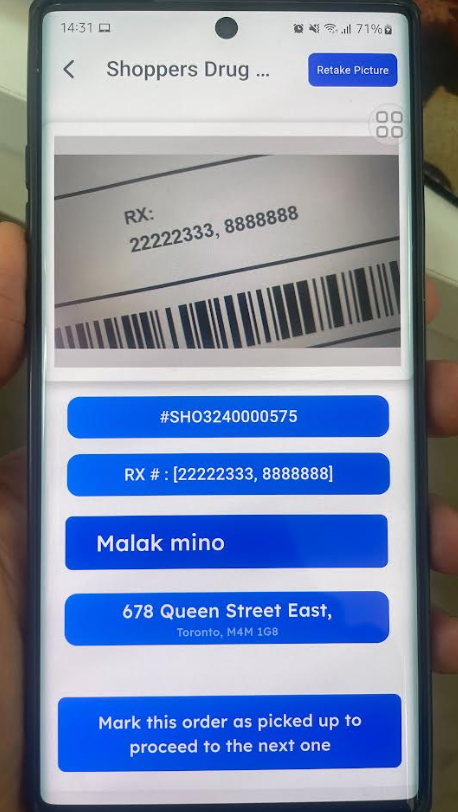 14:31 71%
Shoppers Drug ...
Retake Picture
RX:
22222333, 8888888
#SHO3240000575
RX # : [22222333, 8888888]
Malak mino
678 Queen Street East,
Toronto, M4M 1G8
Mark this order as picked up to
proceed to the next one